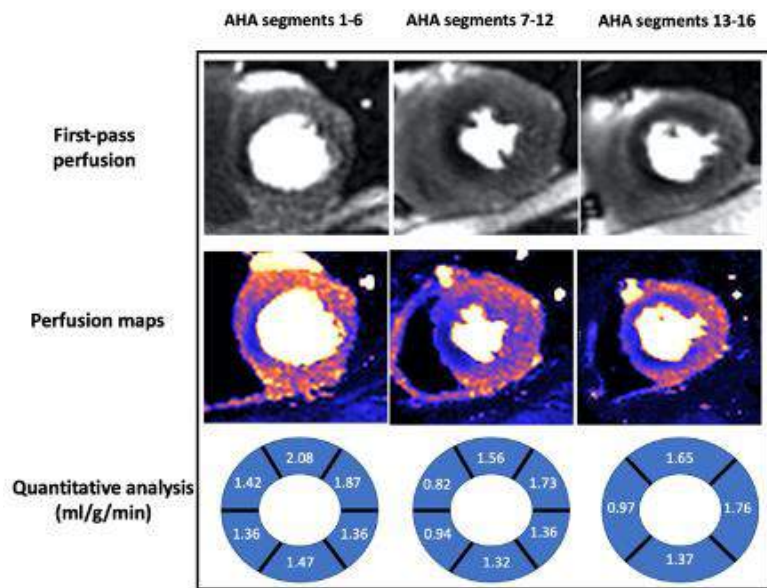 AHA segments 1-6 AHA segments 7-12 AHA segments 13-16
First-pass
perfusion
Perfusion maps
Quantitative analysis
(ml/g/min)
2.08
1.42 1.87
1.36 1.36
1.47
1.56
0.82 1.73
0.94 1.36
1.32
1.65
0.97 1.76
1.37